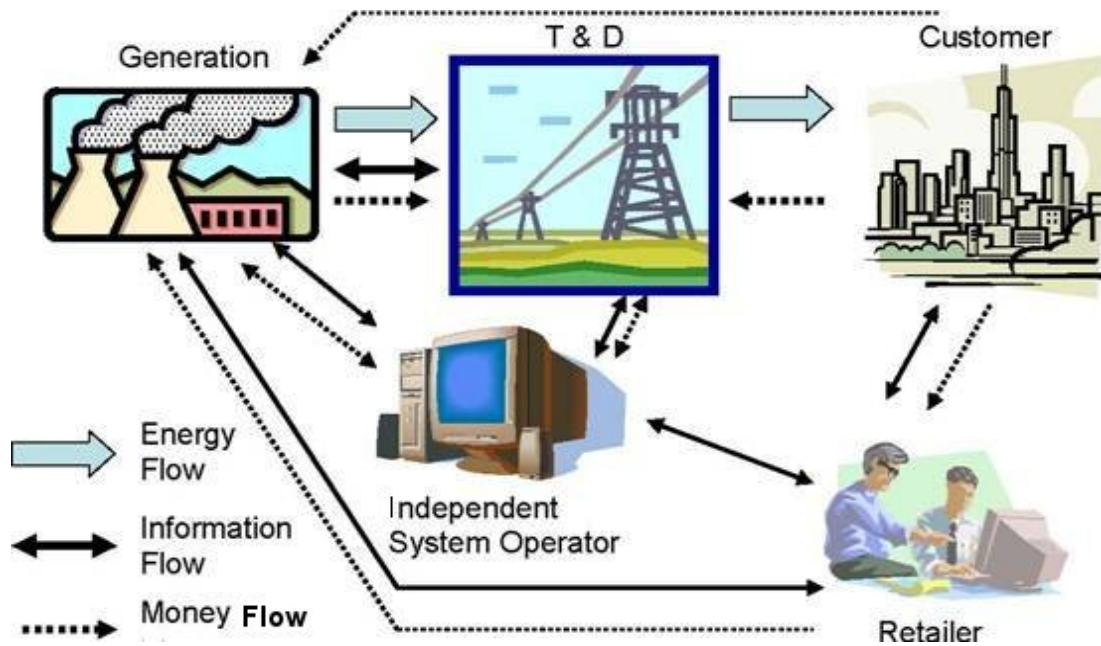 T & D
Customer
Generation
Energy
Flow
Independent
System Operator
Information
Flow
Money Flow
Retailer